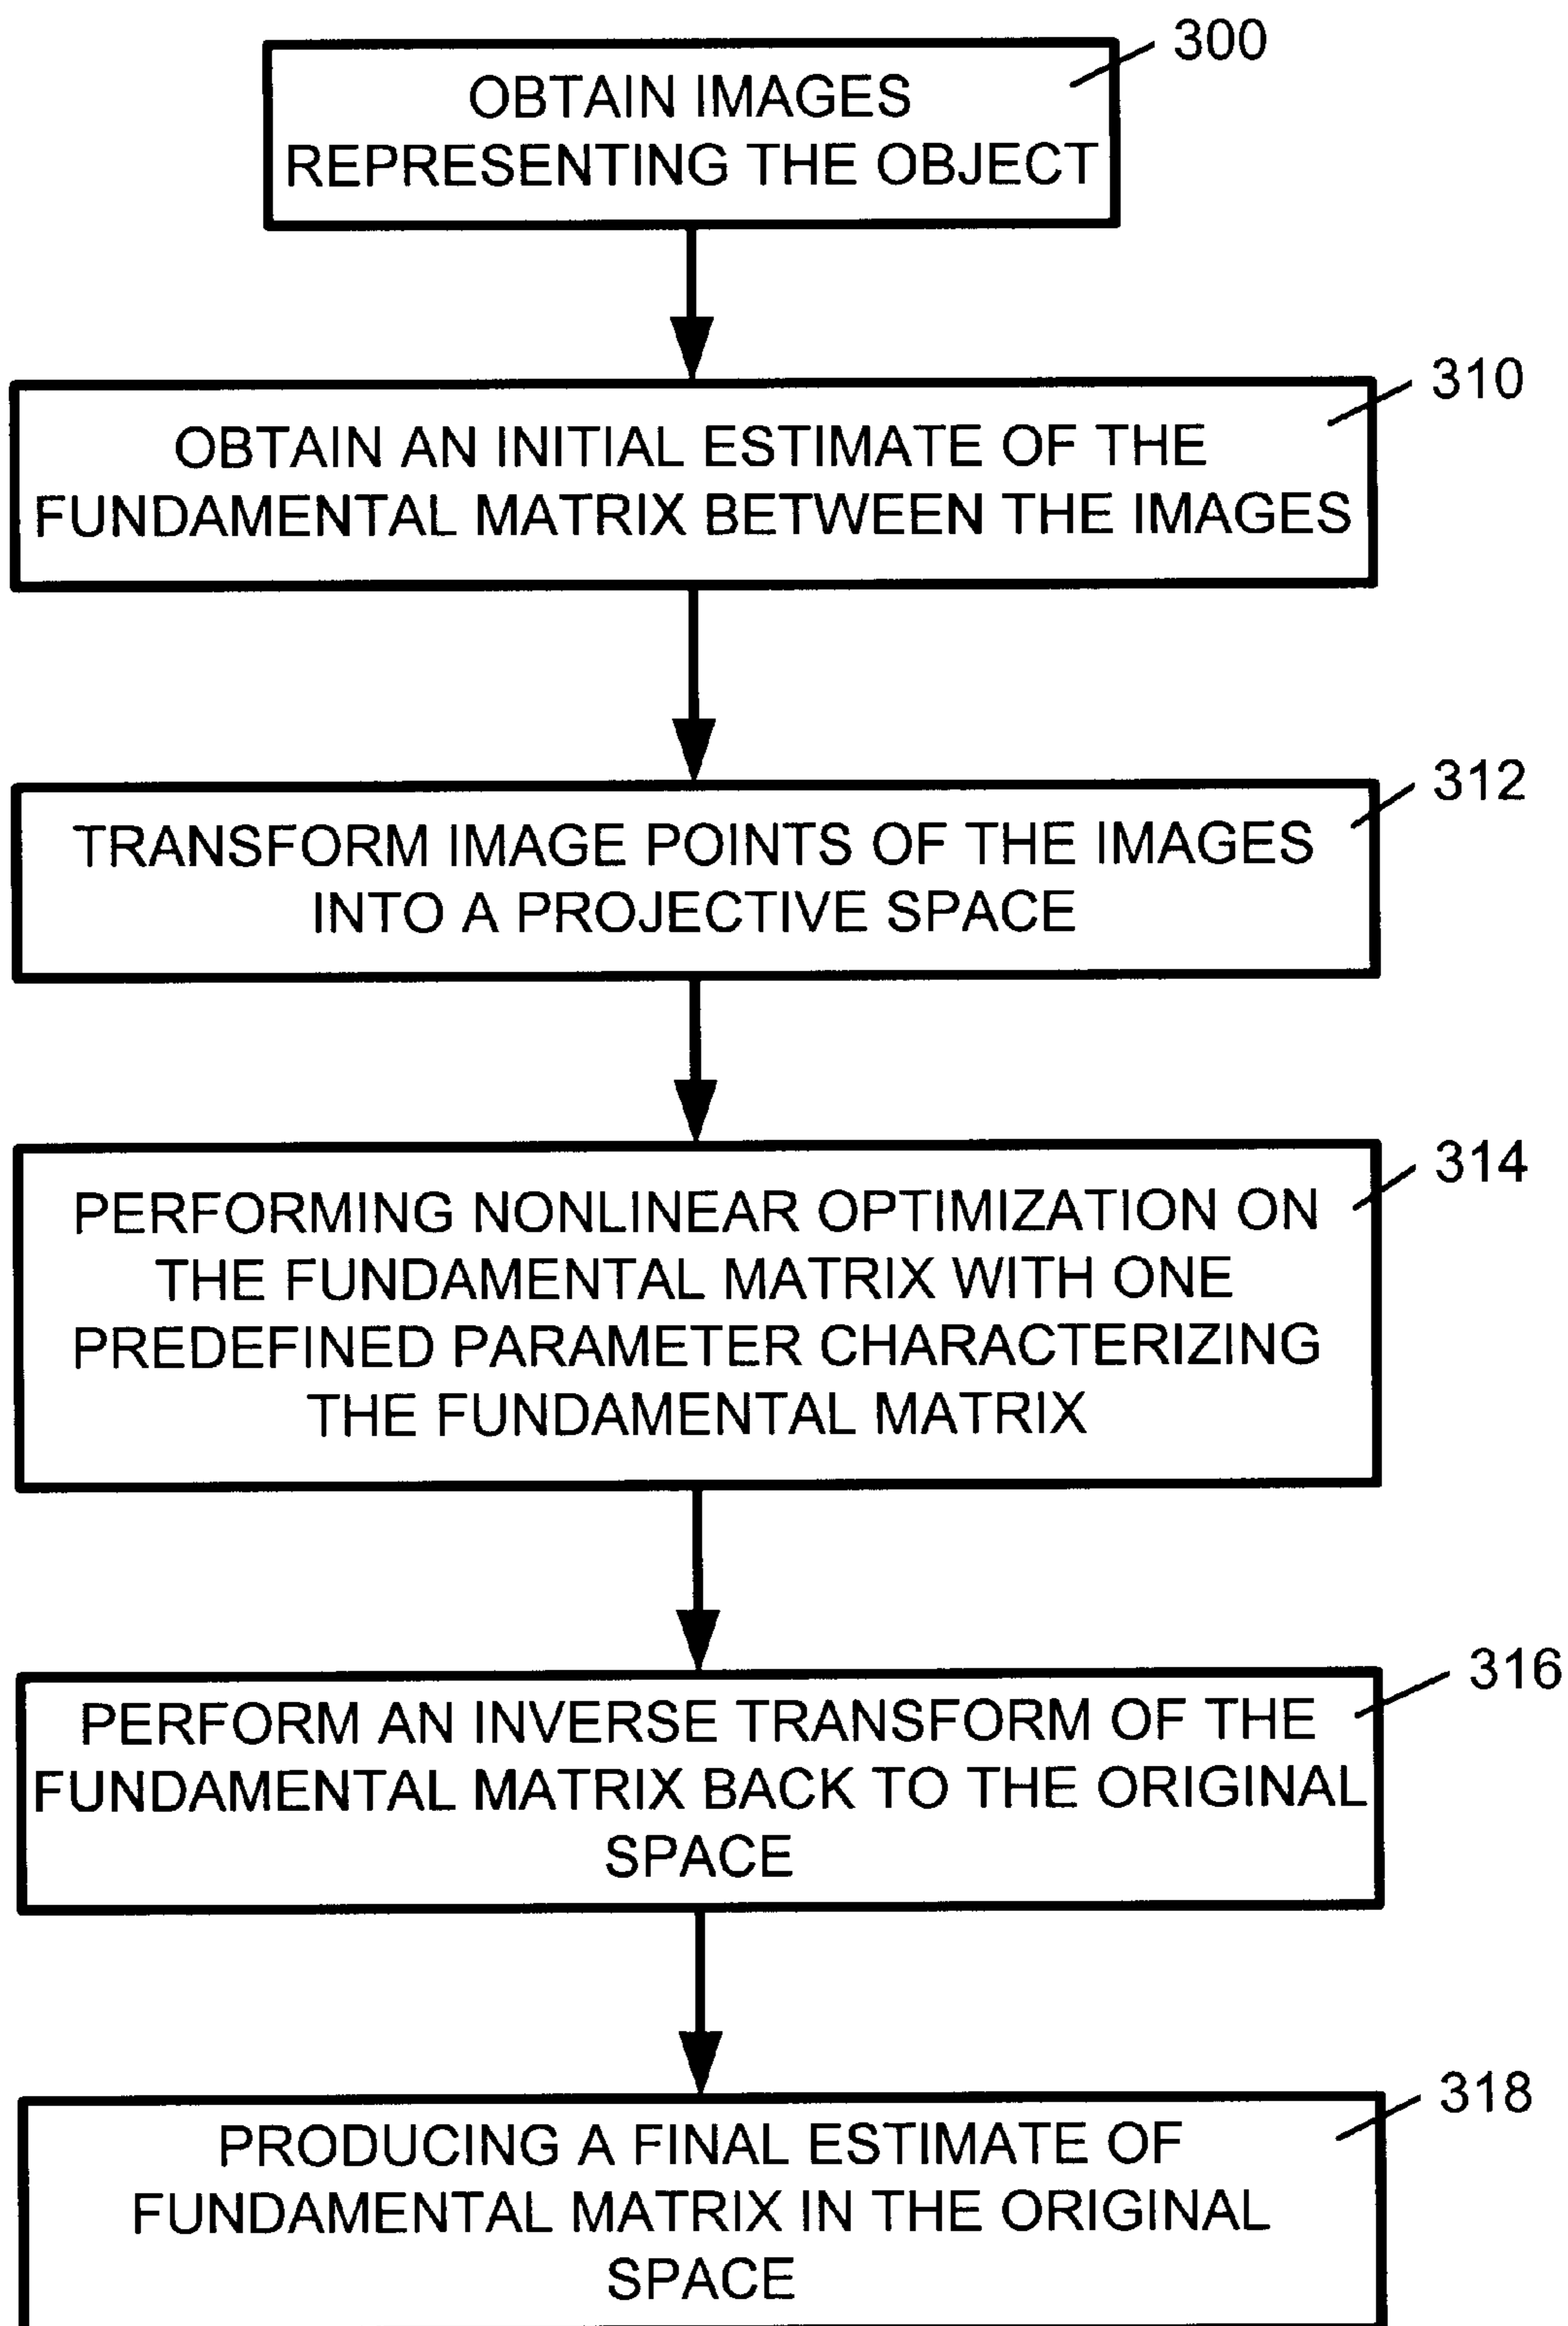 300
OBTAIN IMAGES
REPRESENTING THE OBJECT
310
OBTAIN AN INITIAL ESTIMATE OF THE
FUNDAMENTAL MATRIX BETWEEN THE IMAGES
312
TRANSFORM IMAGE POINTS OF THE IMAGES
INTO A PROJECTIVE SPACE
314
PERFORMING NONLINEAR OPTIMIZATION ON
THE FUNDAMENTAL MATRIX WITH ONE
PREDEFINED PARAMETER CHARACTERIZING
THE FUNDAMENTAL MATRIX
316
PERFORM AN INVERSE TRANSFORM OF THE
FUNDAMENTAL MATRIX BACK TO THE ORIGINAL
SPACE
318
PRODUCING A FINAL ESTIMATE OF
FUNDAMENTAL MATRIX IN THE ORIGINAL
SPACE